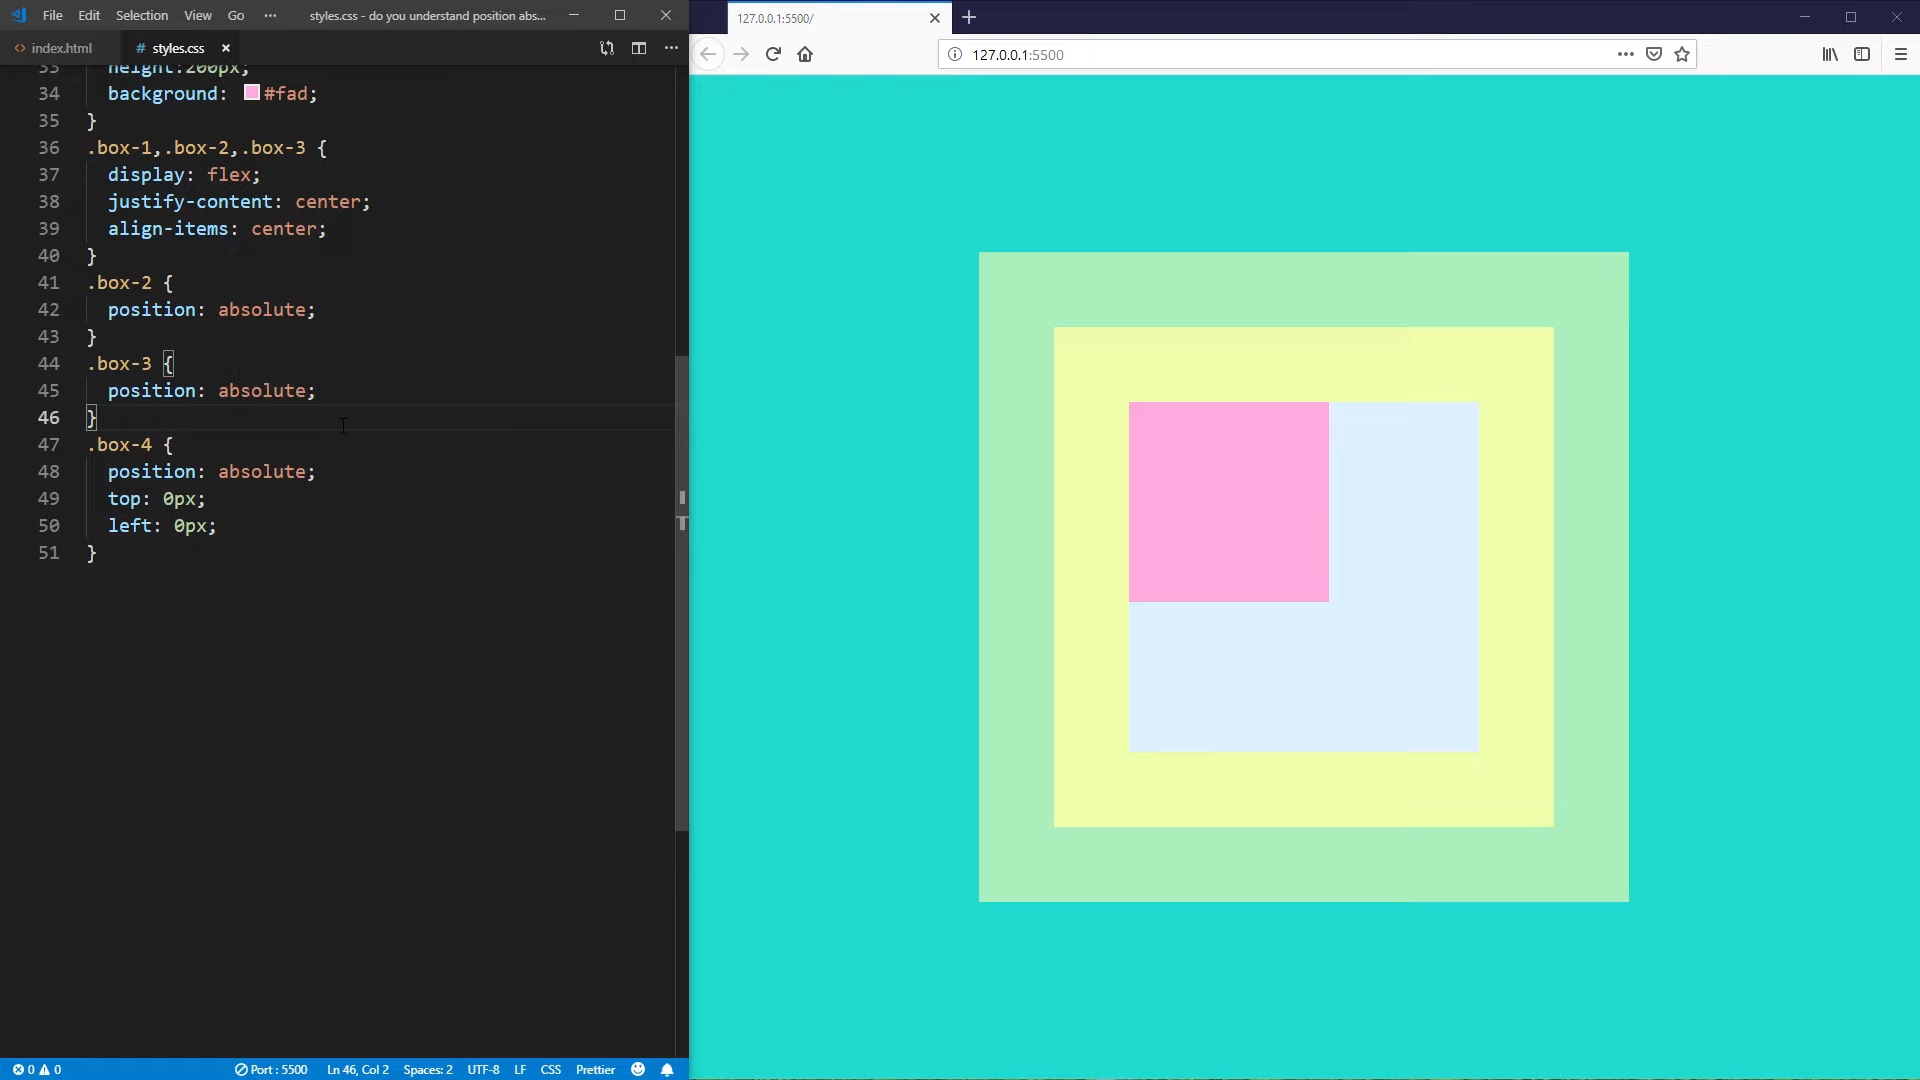 File Edit Selection View Go ··· styles.css - do you understand position abs...
index.html # styles.css
33 height:200px;
34 background: #fad;
35 }
36 .box-1,.box-2,.box-3 {
37 display: flex;
38 justify-content: center;
39 align-items: center;
40 }
41 .box-2 {
42 position: absolute;
43 }
44 .box-3 {
45 position: absolute;
46 }
47 .box-4 {
48 position: absolute;
49 top: 0px;
50 left: 0px;
51 }
0 0 Port : 5500 Ln 46, Col 2 Spaces: 2 UTF-8 LF CSS Prettier
127.0.0.1:5500/
127.0.0.1:5500